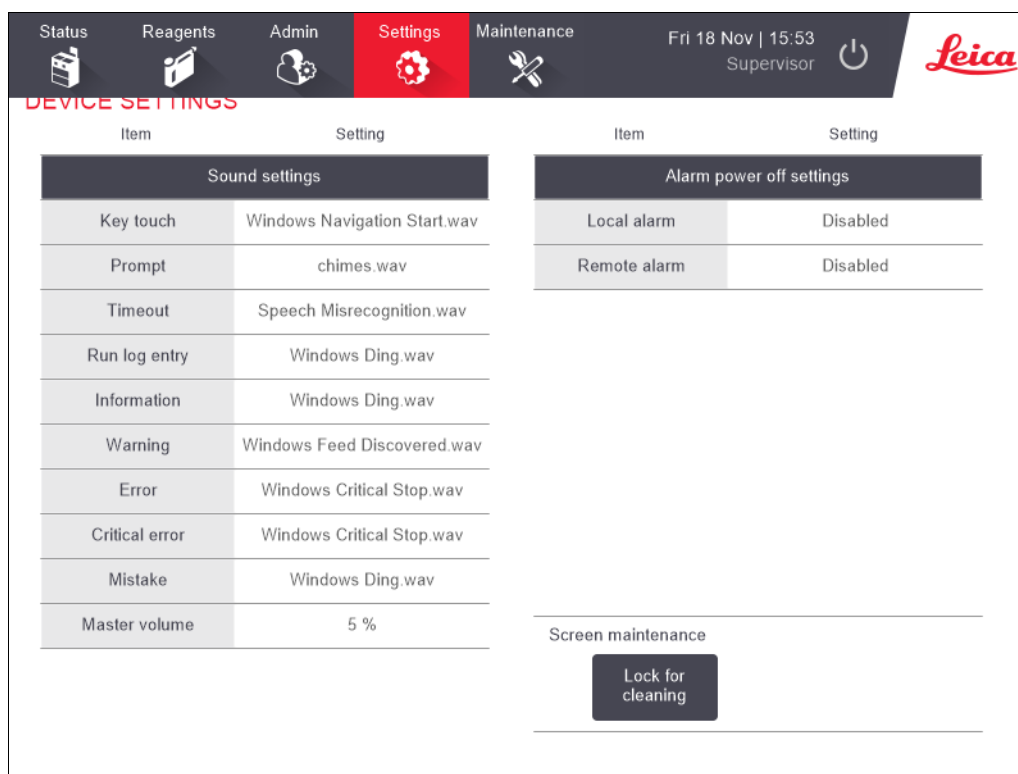 Status Reagents Admin Settings Maintenance
Fri 18 Nov | 15:53
Supervisor
Leica
DEVICE SETTINGS
Item Setting Item Setting
Sound settings Alarm power off settings
Key touch Windows Navigation Start.wav Local alarm Disabled
Prompt chimes.wav Remote alarm Disabled
Timeout Speech Misrecognition.wav
Run log entry Windows Ding.wav
Information Windows Ding.wav
Warning Windows Feed Discovered.wav
Error Windows Critical Stop.wav
Critical error Windows Critical Stop.wav
Mistake Windows Ding.wav
Master volume 5 %
Screen maintenance
Lock for
cleaning